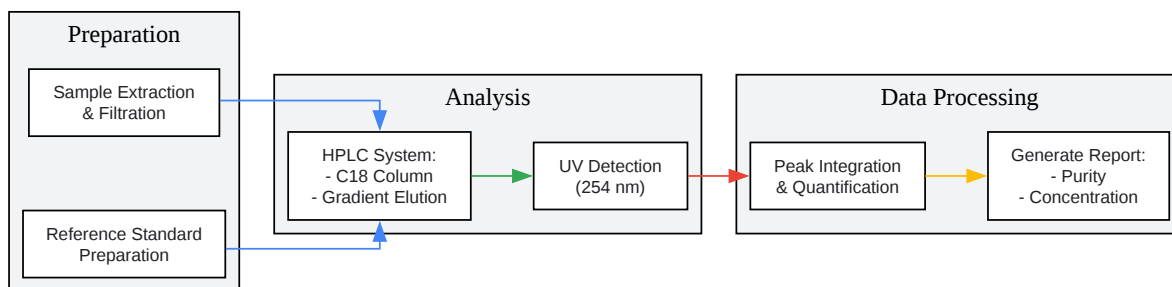 Preparation
Sample Extraction
& Filtration
Reference Standard
Preparation
Analysis
HPLC System:
- C18 Column
- Gradient Elution
UV Detection
(254 nm)
Data Processing
Peak Integration
& Quantification
Generate Report:
- Purity
- Concentration